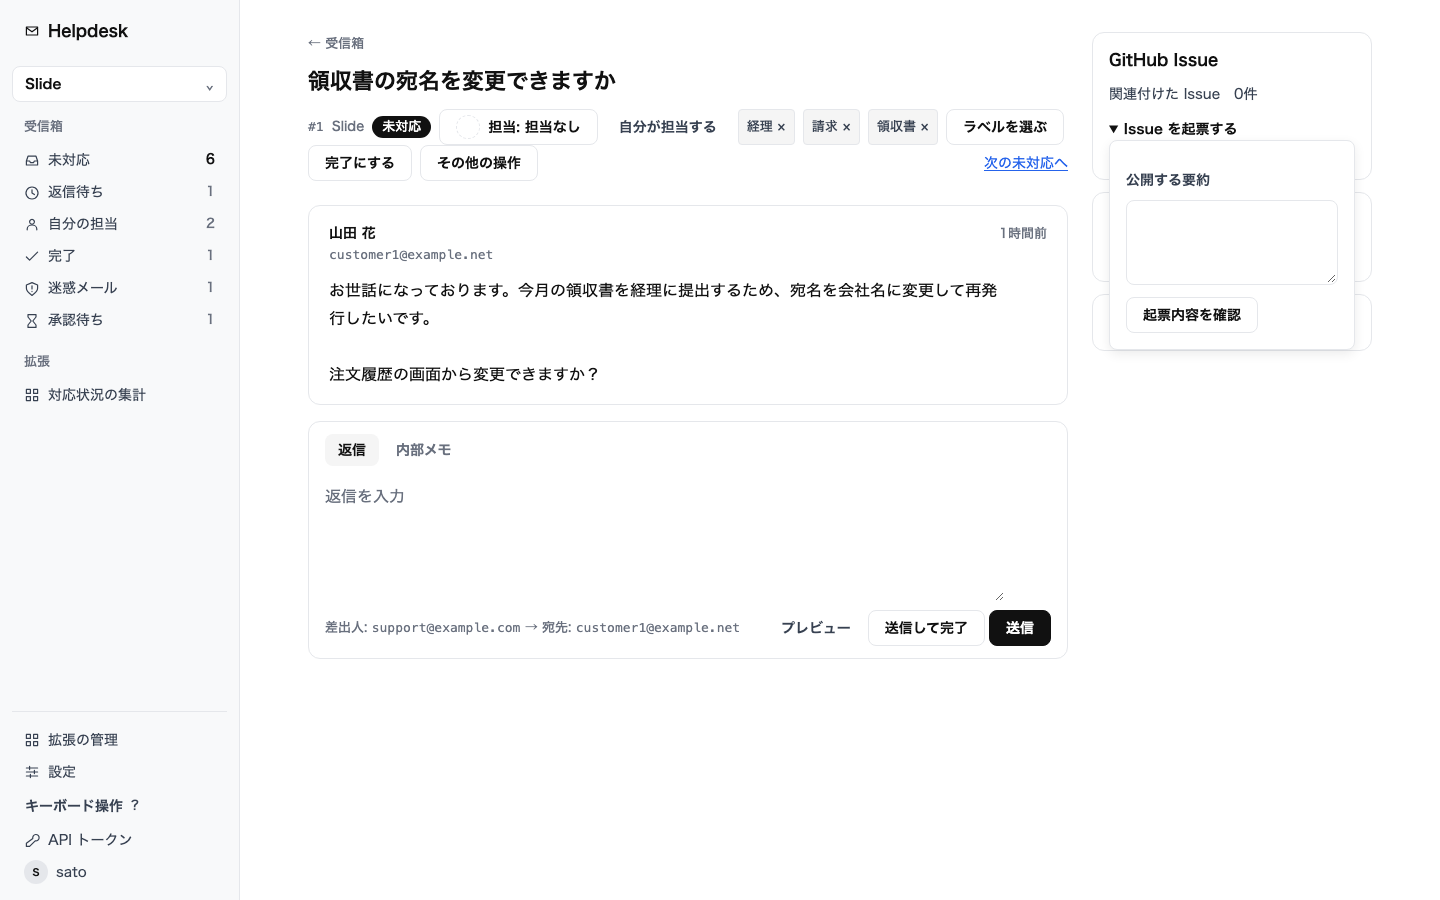 Helpdesk
Slide
受信箱
未対応 6
返信待ち 1
自分の担当 2
完了 1
迷惑メール 1
承認待ち 1
拡張
対応状況の集計
拡張の管理
設定
キーボード操作 ?
API トークン
S sato
← 受信箱
領収書の宛名を変更できますか
#1 Slide 未対応 担当: 担当なし 自分が担当する 経理 × 請求 × 領収書 × ラベルを選ぶ
完了にする その他の操作 次の未対応へ
山田 花 1時間前
customer1@example.net
お世話になっております。今月の領収書を経理に提出するため、宛名を会社名に変更して再発
行したいです。
注文履歴の画面から変更できますか？
返信 内部メモ
返信を入力
差出人: support@example.com → 宛先: customer1@example.net プレビュー 送信して完了 送信
GitHub Issue
関連付けた Issue 0件
▼ Issue を起票する
公開する要約
起票内容を確認